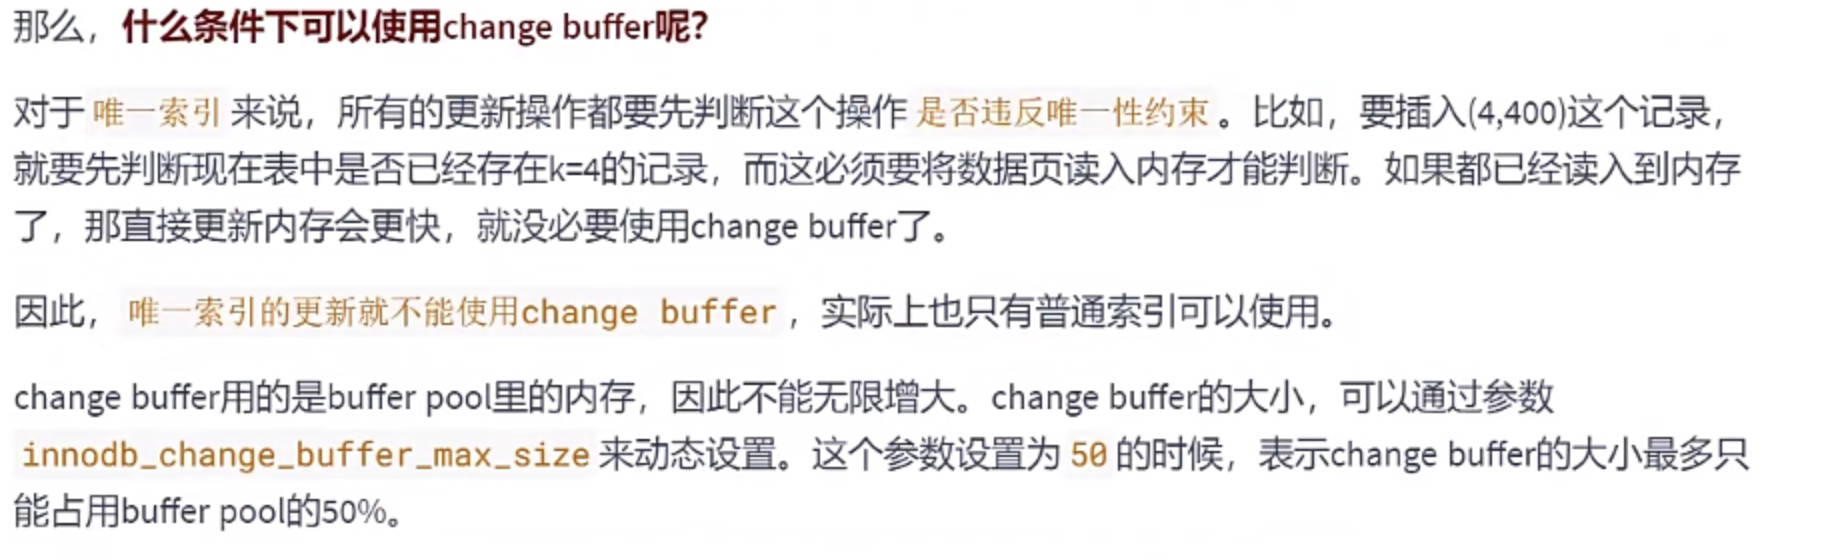 那么，什么条件下可以使用change buffer呢？
对于 唯一索引 来说，所有的更新操作都要先判断这个操作 是否违反唯一性约束 。比如，要插入(4,400)这个记录，
就要先判断现在表中是否已经存在k=4的记录，而这必须要将数据页读入内存才能判断。如果都已经读入到内存
了，那直接更新内存会更快，就没必要使用change buffer了。
因此， 唯一索引的更新就不能使用change buffer ，实际上也只有普通索引可以使用。
change buffer用的是buffer pool里的内存，因此不能无限增大。change buffer的大小，可以通过参数
innodb_change_buffer_max_size 来动态设置。这个参数设置为 50 的时候，表示change buffer的大小最多只
能占用buffer pool的50%。